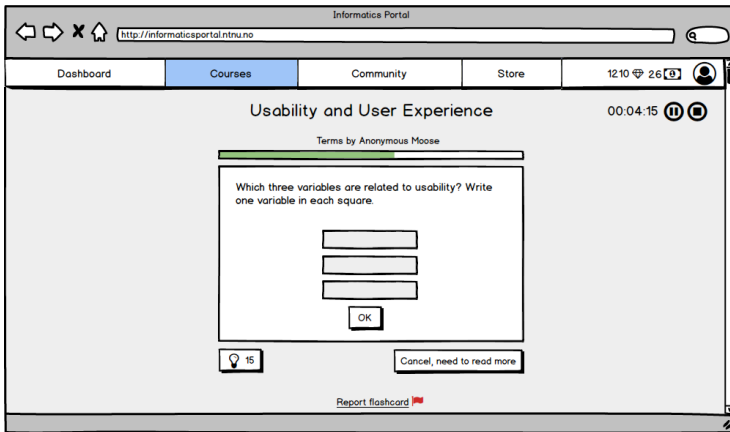 Informatics Portal
http://informaticsportal.ntnu.no
Dashboard Courses Community Store 1210 26
Usability and User Experience 00:04:15
Terms by Anonymous Moose
Which three variables are related to usability? Write
one variable in each square.
OK
15 Cancel, need to read more
Report flashcard